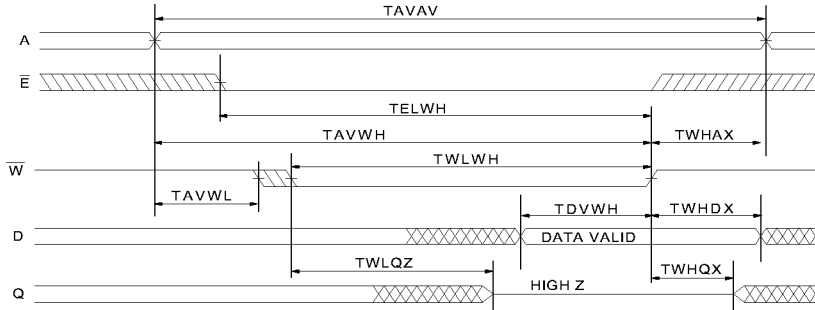 TAVAV
A
E
TELWH
TAVWH TWHAX
W TWLWH
TAVWL
TDVWH TWHDX
D DATA VALID
TWLQZ TWHQX
Q HIGH Z